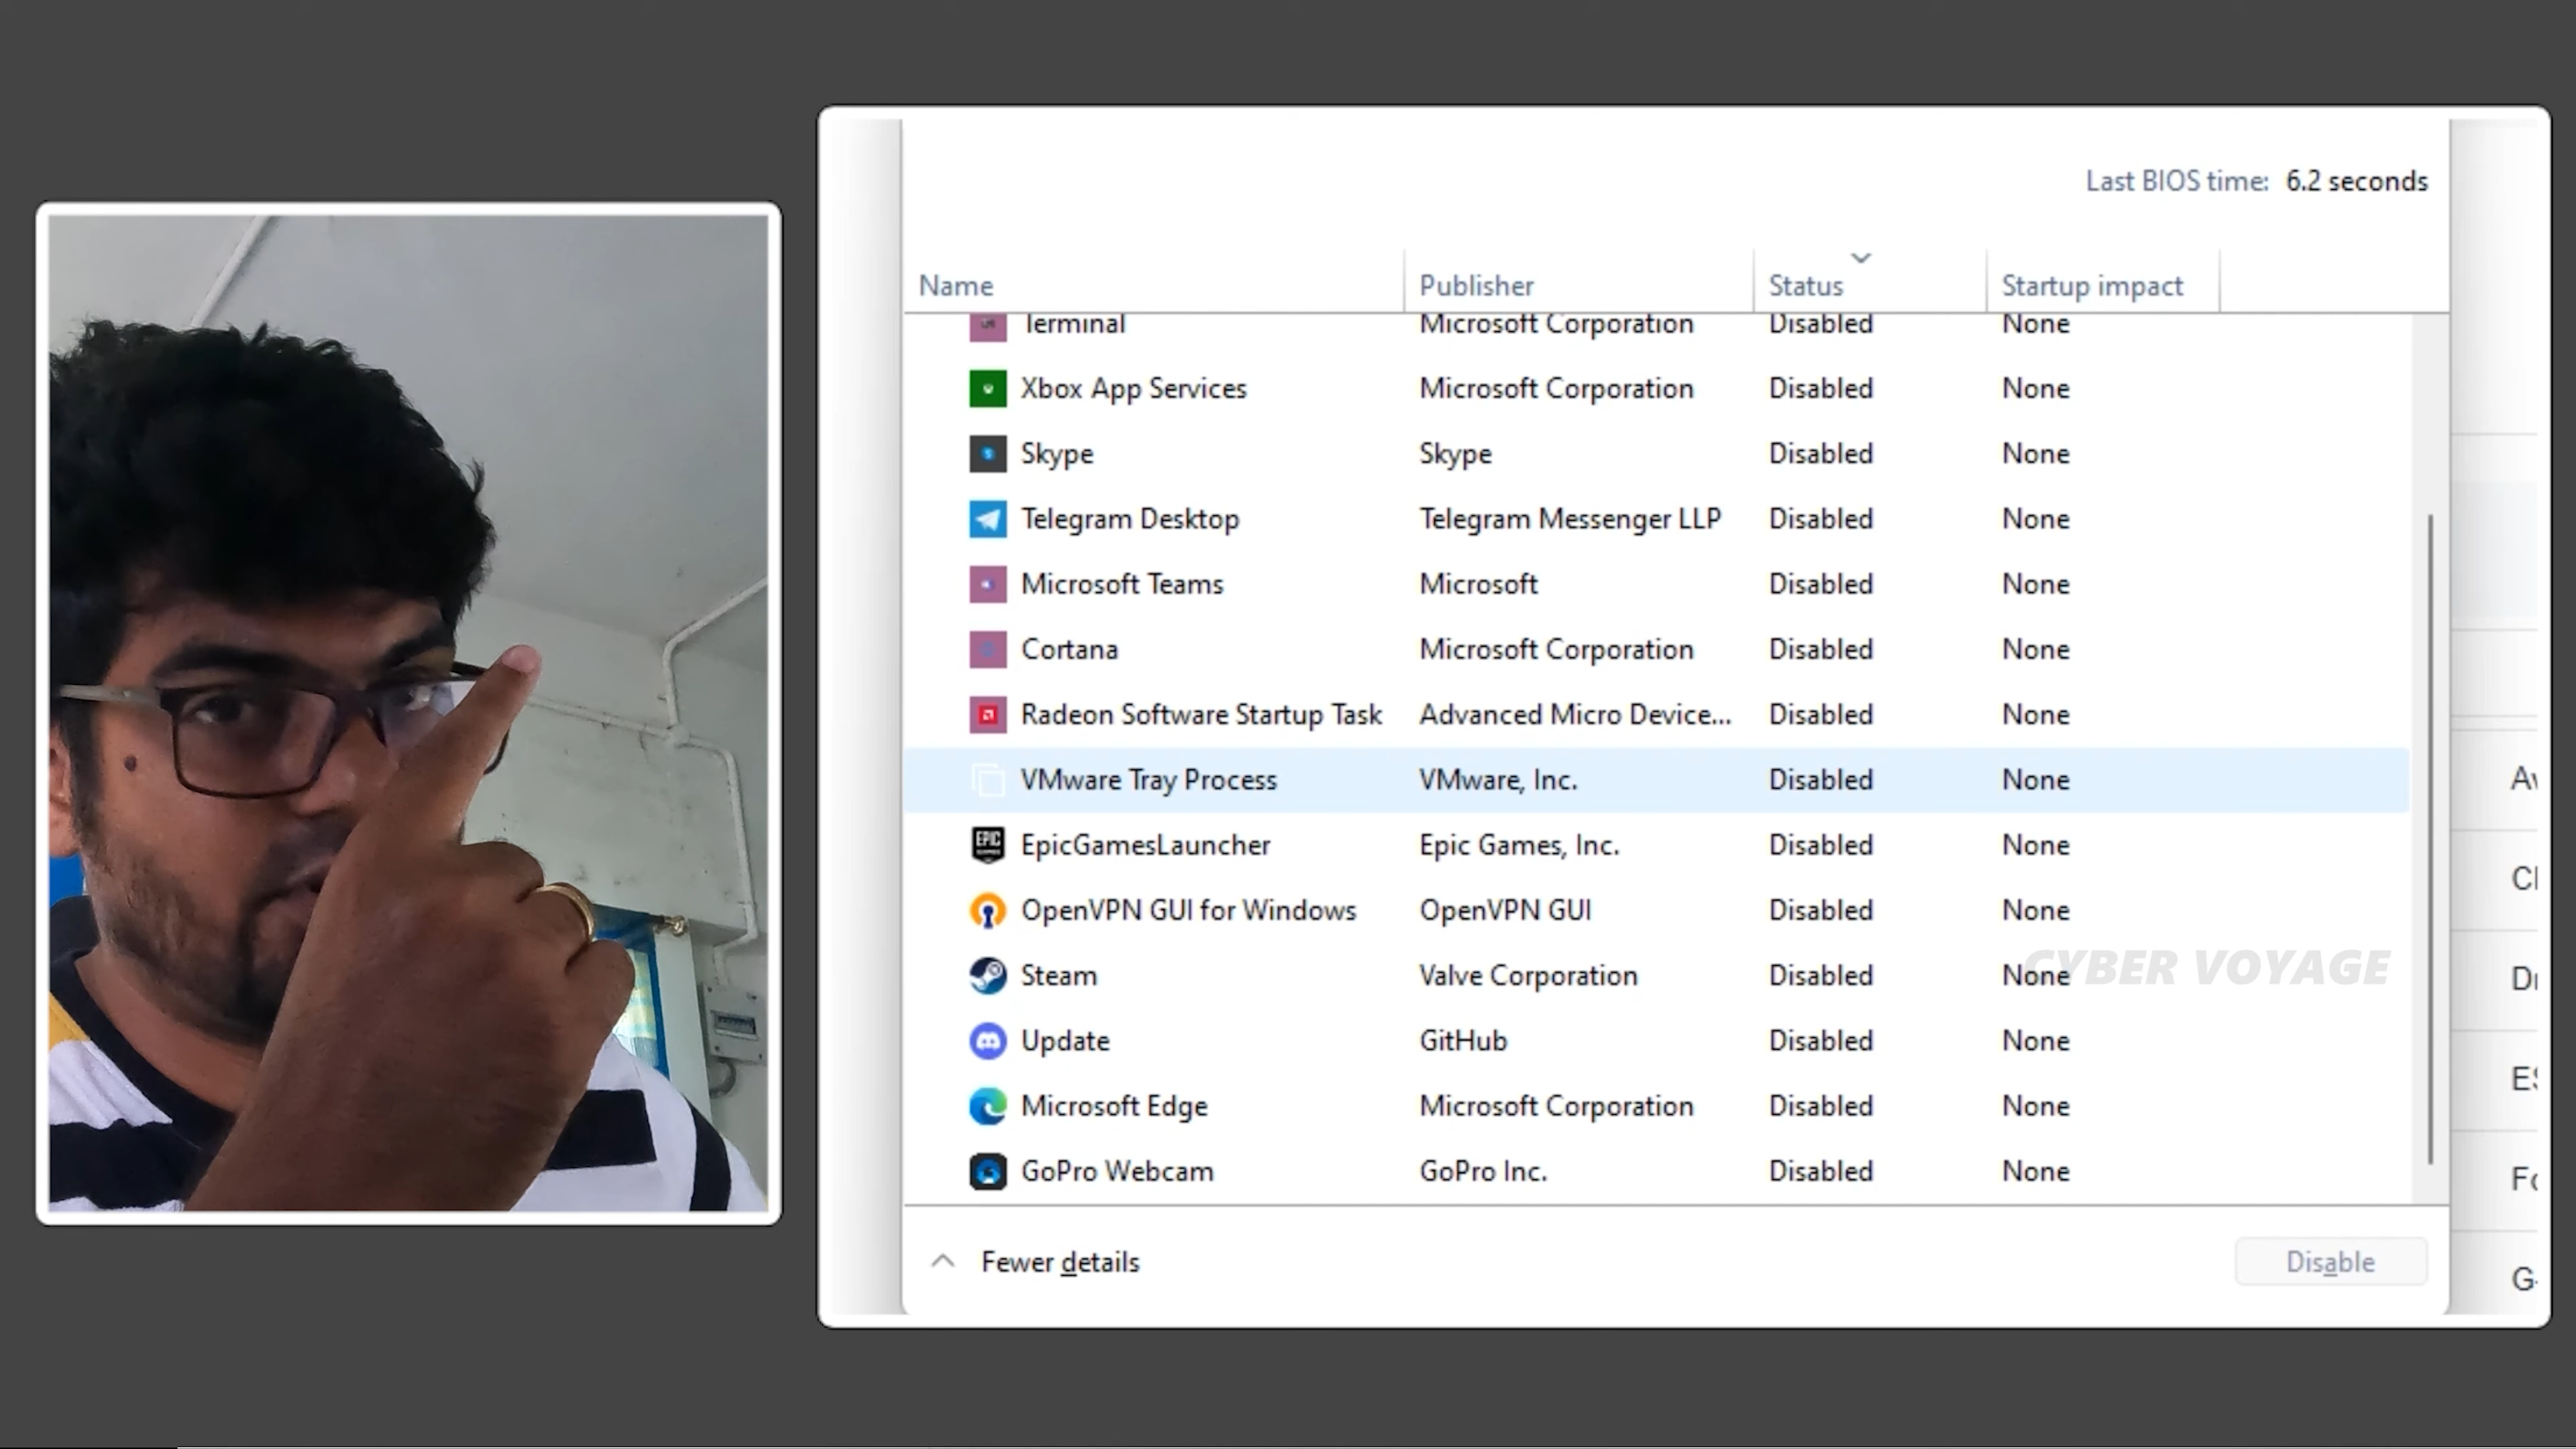 Last BIOS time: 6.2 seconds
Name Publisher Status Startup impact
Terminal Microsoft Corporation Disabled None
Xbox App Services Microsoft Corporation Disabled None
Skype Skype Disabled None
Telegram Desktop Telegram Messenger LLP Disabled None
Microsoft Teams Microsoft Disabled None
Cortana Microsoft Corporation Disabled None
Radeon Software Startup Task Advanced Micro Device... Disabled None
VMware Tray Process VMware, Inc. Disabled None
EPIC
EpicGamesLauncher Epic Games, Inc. Disabled None
OpenVPN GUI for Windows OpenVPN GUI Disabled None
Steam Valve Corporation Disabled None
CYBER VOYAGE
Update GitHub Disabled None
Microsoft Edge Microsoft Corporation Disabled None
GoPro Webcam GoPro Inc. Disabled None
Fewer details Disable